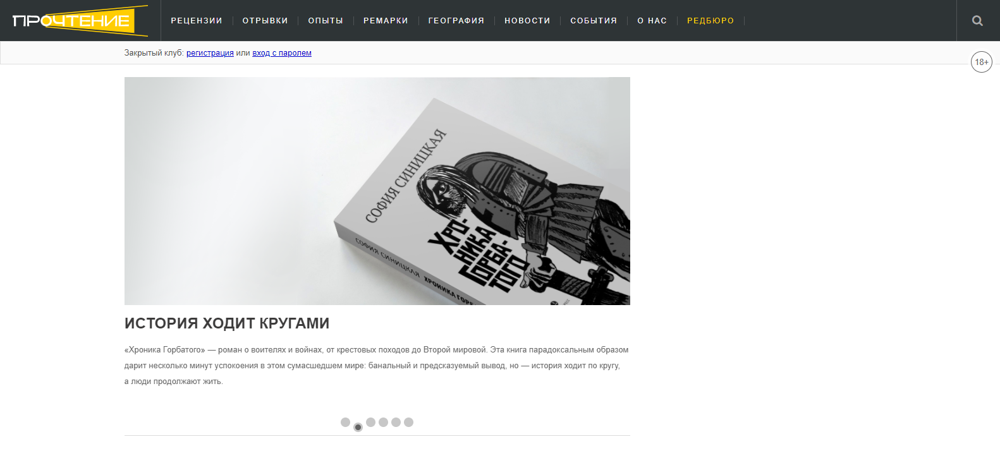 ПРОЧТЕНИЕ
РЕЦЕНЗИИ ОТРЫВКИ ОПЫТЫ РЕМАРКИ ГЕОГРАФИЯ НОВОСТИ СОБЫТИЯ О НАС РЕДБЮРО
Закрытый клуб: регистрация или вход с паролем
18+
СОФИЯ СИНИЦКАЯ
ХРО-
НИКА
ГОРБА-
ТОГО
СОФИЯ СИНИЦКАЯ ХРОНИКА ГОРБ
ИСТОРИЯ ХОДИТ КРУГАМИ
«Хроника Горбатого» — роман о воителях и войнах, от крестовых походов до Второй мировой. Эта книга парадоксальным образом
дарит несколько минут успокоения в этом сумасшедшем мире: банальный и предсказуемый вывод, но — история ходит по кругу,
а люди продолжают жить.